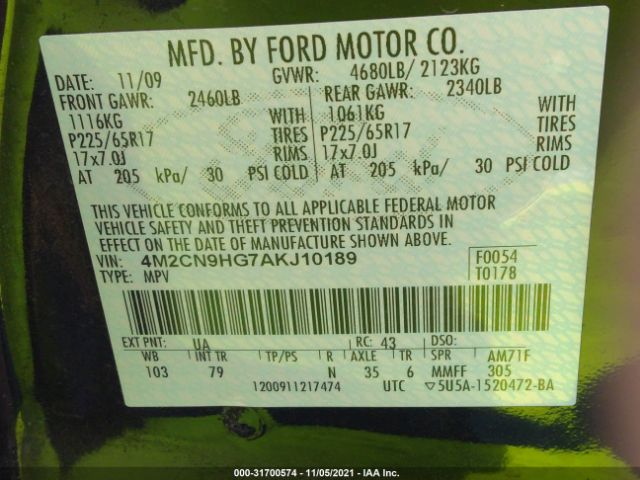 MFD. BY FORD MOTOR CO.
DATE: 11/09 GVWR: 4680LB/ 2123KG
FRONT GAWR: 2460LB REAR GAWR: 2340LB
1116KG WITH 1061KG WITH
P225/65R17 TIRES P225/65R17 TIRES
17x7.0J RIMS 17x7.0J RIMS
AT 205 kPa/ 30 PSI COLD AT 205 kPa/ 30 PSI COLD
THIS VEHICLE CONFORMS TO ALL APPLICABLE FEDERAL MOTOR
VEHICLE SAFETY AND THEFT PREVENTION STANDARDS IN
EFFECT ON THE DATE OF MANUFACTURE SHOWN ABOVE.
VIN: 4M2CN9HG7AKJ10189 F0054
TYPE: MPV T0178
EXT PNT: UA RC: 43 DSO:
WB INT TR TP/PS R AXLE TR SPR AM71F
103 79 N 35 6 MMFF 305
1200911217474 UTC ▽5U5A-1520472-BA
000-31700574 - 11/05/2021 - IAA Inc.